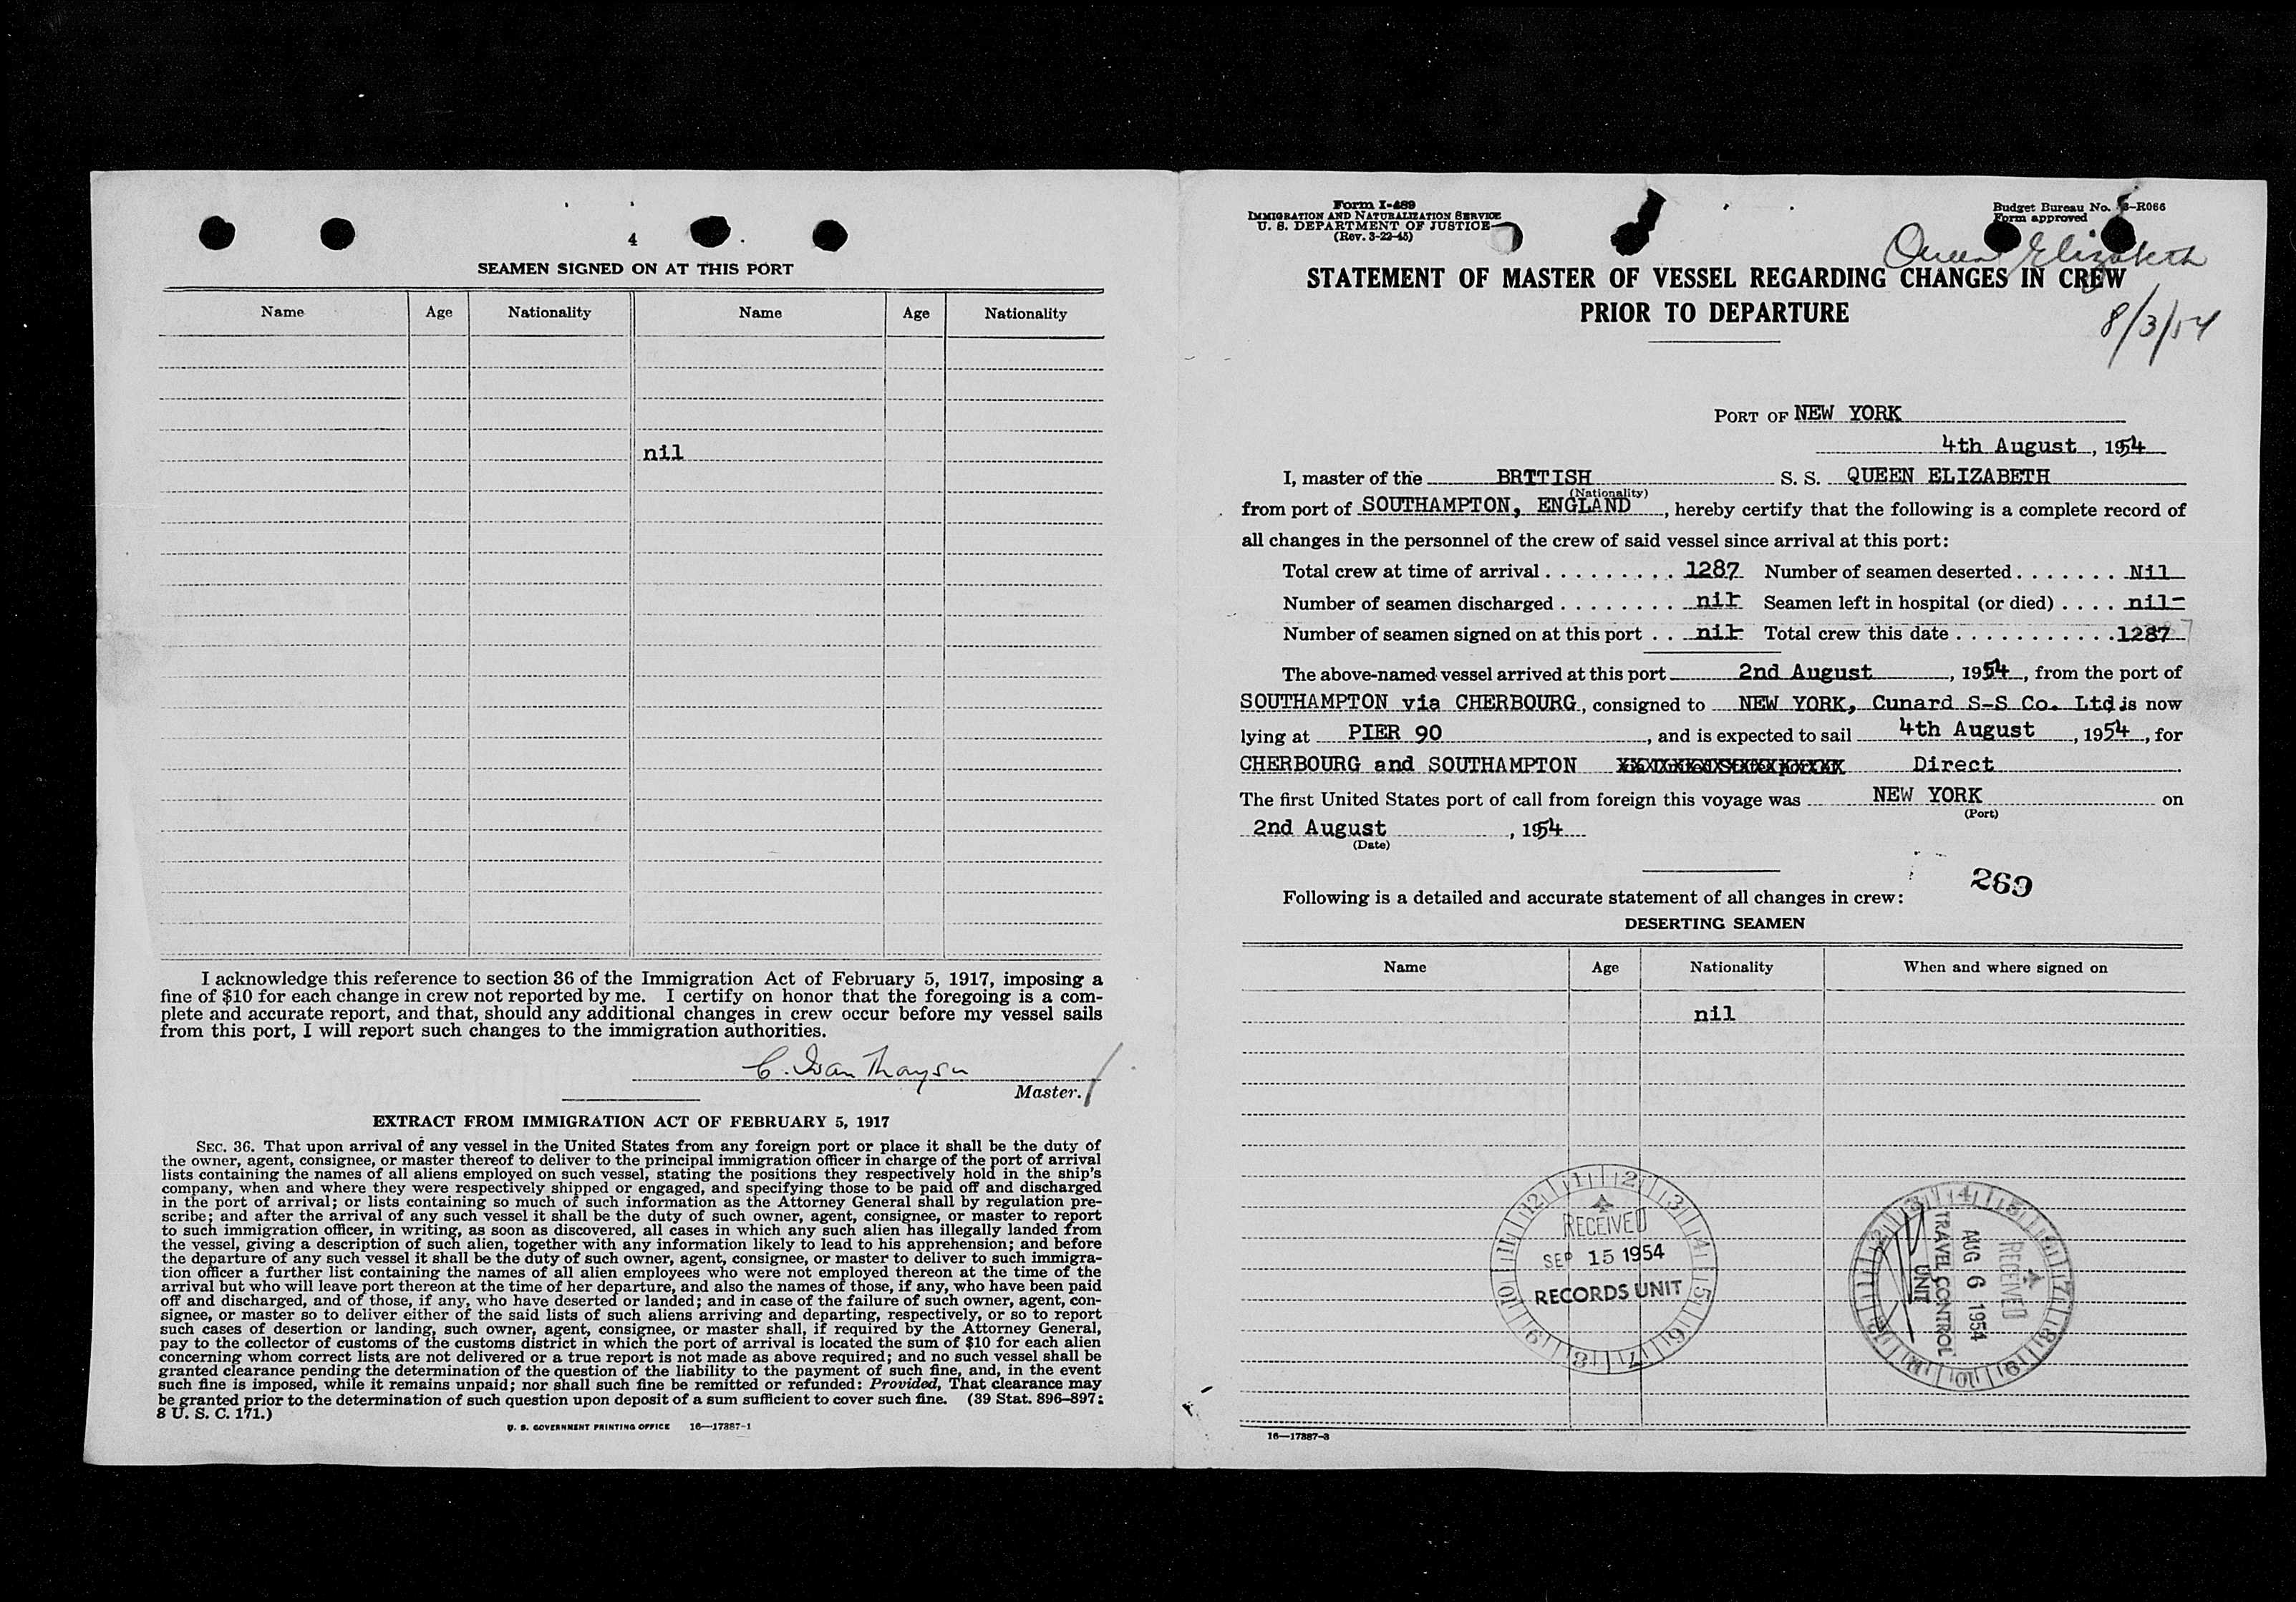 4
SEAMEN SIGNED ON AT THIS PORT
Name Age Nationality Name Age Nationality
nil
I acknowledge this reference to section 36 of the Immigration Act of February 5, 1917, imposing a
fine of $10 for each change in crew not reported by me. I certify on honor that the foregoing is a com-
plete and accurate report, and that, should any additional changes in crew occur before my vessel sails
from this port, I will report such changes to the immigration authorities.
C. Ivan Thompson
Master.
EXTRACT FROM IMMIGRATION ACT OF FEBRUARY 5, 1917
SEC. 36. That upon arrival of any vessel in the United States from any foreign port or place it shall be the duty of
the owner, agent, consignee, or master thereof to deliver to the principal immigration officer in charge of the port of arrival
lists containing the names of all aliens employed on such vessel, stating the positions they respectively hold in the ship's
company, when and where they were respectively shipped or engaged, and specifying those to be paid off and discharged
in the port of arrival; or lists containing so much of such information as the Attorney General shall by regulation pre-
scribe; and after the arrival of any such vessel it shall be the duty of such owner, agent, consignee, or master to report
to such immigration officer, in writing, as soon as discovered, all cases in which any such alien has illegally landed from
the vessel, giving a description of such alien, together with any information likely to lead to his apprehension; and before
the departure of any such vessel it shall be the duty of such owner, agent, consignee, or master to deliver to such immigra-
tion officer a further list containing the names of all alien employees who were not employed thereon at the time of the
arrival but who will leave port thereon at the time of her departure, and also the names of those, if any, who have been paid
off and discharged, and of those, if any, who have deserted or landed; and in case of the failure of such owner, agent, con-
signee, or master so to deliver either of the said lists of such aliens arriving and departing, respectively, or so to report
such cases of desertion or landing, such owner, agent, consignee, or master shall, if required by the Attorney General,
pay to the collector of customs of the customs district in which the port of arrival is located the sum of $10 for each alien
concerning whom correct lists are not delivered or a true report is not made as above required; and no such vessel shall be
granted clearance pending the determination of the question of the liability to the payment of such fine, and, in the event
such fine is imposed, while it remains unpaid; nor shall such fine be remitted or refunded: Provided, That clearance may
be granted prior to the determination of such question upon deposit of a sum sufficient to cover such fine. (39 Stat. 896–897;
8 U. S. C. 171.)
U. S. GOVERNMENT PRINTING OFFICE 16—17887-1
Form I-489
IMMIGRATION AND NATURALIZATION SERVICE
U. S. DEPARTMENT OF JUSTICE
(Rev. 3-22-45)
Budget Bureau No. -R066
Form approved
Queen Elizabeth
STATEMENT OF MASTER OF VESSEL REGARDING CHANGES IN CREW
PRIOR TO DEPARTURE
8/3/54
PORT OF NEW YORK
4th August, 1954
I, master of the BRTTISH S. S. QUEEN ELIZABETH
(Nationality)
from port of SOUTHAMPTON, ENGLAND, hereby certify that the following is a complete record of
all changes in the personnel of the crew of said vessel since arrival at this port:
Total crew at time of arrival . . . . . . . . . . 1287 Number of seamen deserted . . . . . . . Nil
Number of seamen discharged . . . . . . . . nil Seamen left in hospital (or died) . . . . nil-
Number of seamen signed on at this port . . nil Total crew this date . . . . . . . . . . . 1287
The above-named vessel arrived at this port 2nd August, 1954, from the port of
SOUTHAMPTON via CHERBOURG, consigned to NEW YORK, Cunard S-S Co. Ltd is now
lying at PIER 90, and is expected to sail 4th August, 1954, for
CHERBOURG and SOUTHAMPTON Direct
The first United States port of call from foreign this voyage was NEW YORK on
(Port)
2nd August, 1954
(Date)
269
Following is a detailed and accurate statement of all changes in crew:
DESERTING SEAMEN
Name Age Nationality When and where signed on
nil
1 2 3 4 5 6 7 8 9 10 11 12
RECEIVED
SEP 15 1954
RECORDS UNIT
RECEIVED
AUG 6 1954
TRAVEL CONTROL
UNIT
16—17887-3